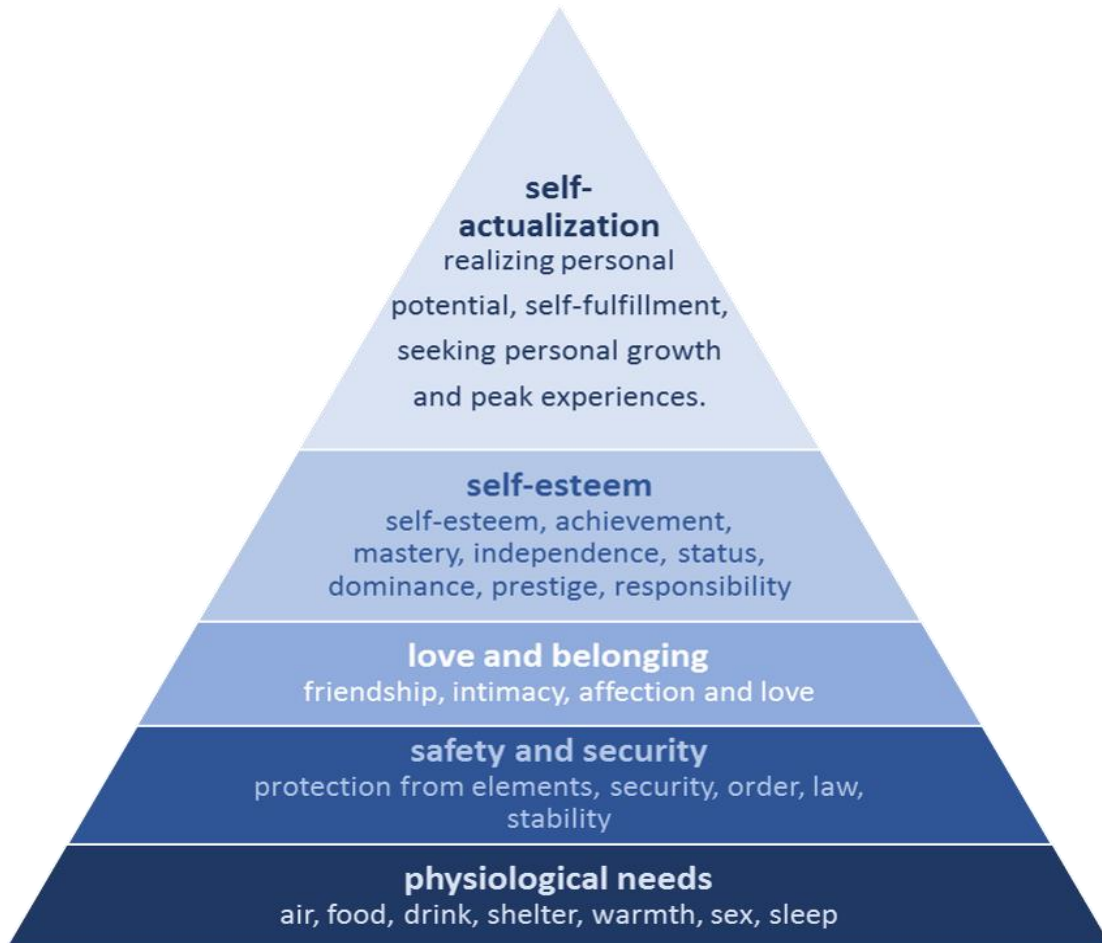 self-
actualization
realizing personal
potential, self-fulfillment,
seeking personal growth
and peak experiences.
self-esteem
self-esteem, achievement,
mastery, independence, status,
dominance, prestige, responsibility
love and belonging
friendship, intimacy, affection and love
safety and security
protection from elements, security, order, law,
stability
physiological needs
air, food, drink, shelter, warmth, sex, sleep